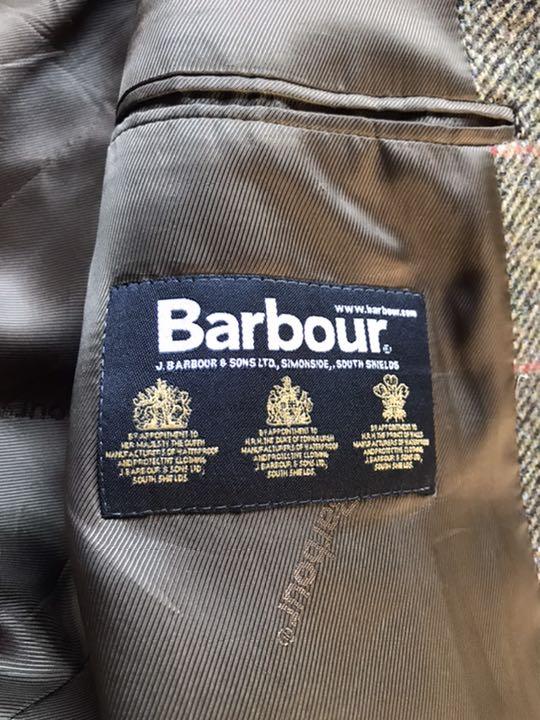 www.barbour.com
Barbour®
J. BARBOUR & SONS LTD, SIMONSIDE,, SOUTH SHIELDS
BY APPOINTMENT TO
HER MAJESTY THE QUEEN
MANUFACTURERS OF WATERPROOF
AND PROTECTIVE CLOTHING
J. BARBOUR & SONS LTD,
SOUTH SHIELDS.
BY APPOINTMENT TO
H.R.H. THE DUKE OF EDINBURGH
MANUFACTURERS OF WATERPROOF
AND PROTECTIVE CLOTHING
J. BARBOUR & SONS LTD,
SOUTH SHIELDS.
BY APPOINTMENT TO
H.R.H. THE PRINCE OF WALES
MANUFACTURERS OF WATERPROOF
AND PROTECTIVE CLOTHING
J. BARBOUR & SONS LTD,
SOUTH SHIELDS.
Barbour®
our